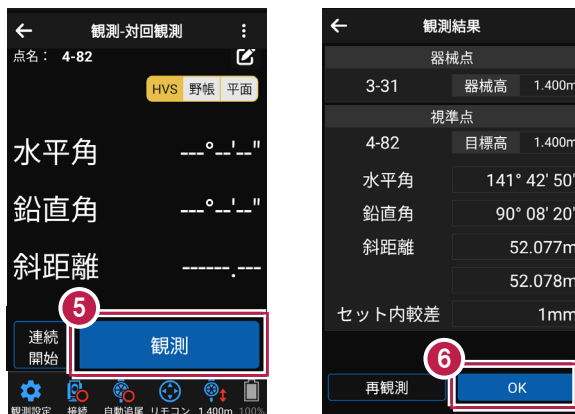 観測-対回観測
点名： 4-82
HVS 野帳 平面
水平角 ---°--'--"
鉛直角 ---°--'--"
斜距離 ------.---
5
連続
開始
観測
観測設定 接続 自動追尾 リモコン 1.400m 100%
観測結果
器械点
3-31 器械高 1.400m
視準点
4-82 目標高 1.400m
水平角 141° 42' 50"
鉛直角 90° 08' 20"
斜距離 52.077m
52.078m
セット内較差 1mm
6
再観測 OK